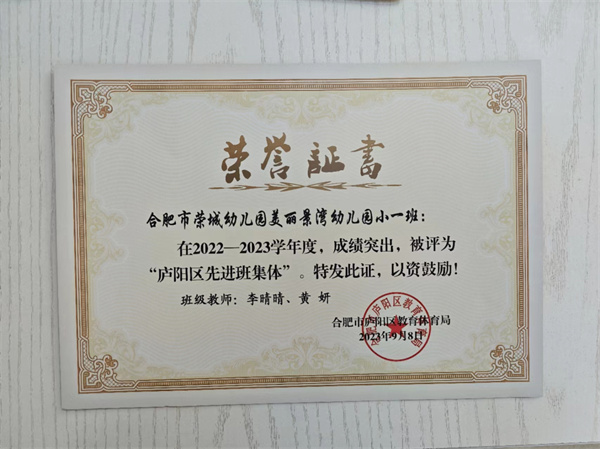 荣誉证书
合肥市荣城幼儿园美丽景湾幼儿园小一班：
在2022—2023学年度，成绩突出，被评为
“庐阳区先进班集体”。特发此证，以资鼓励！
班级教师：李晴晴、黄 妍
合肥市庐阳区教育体育局
2023年9月8日